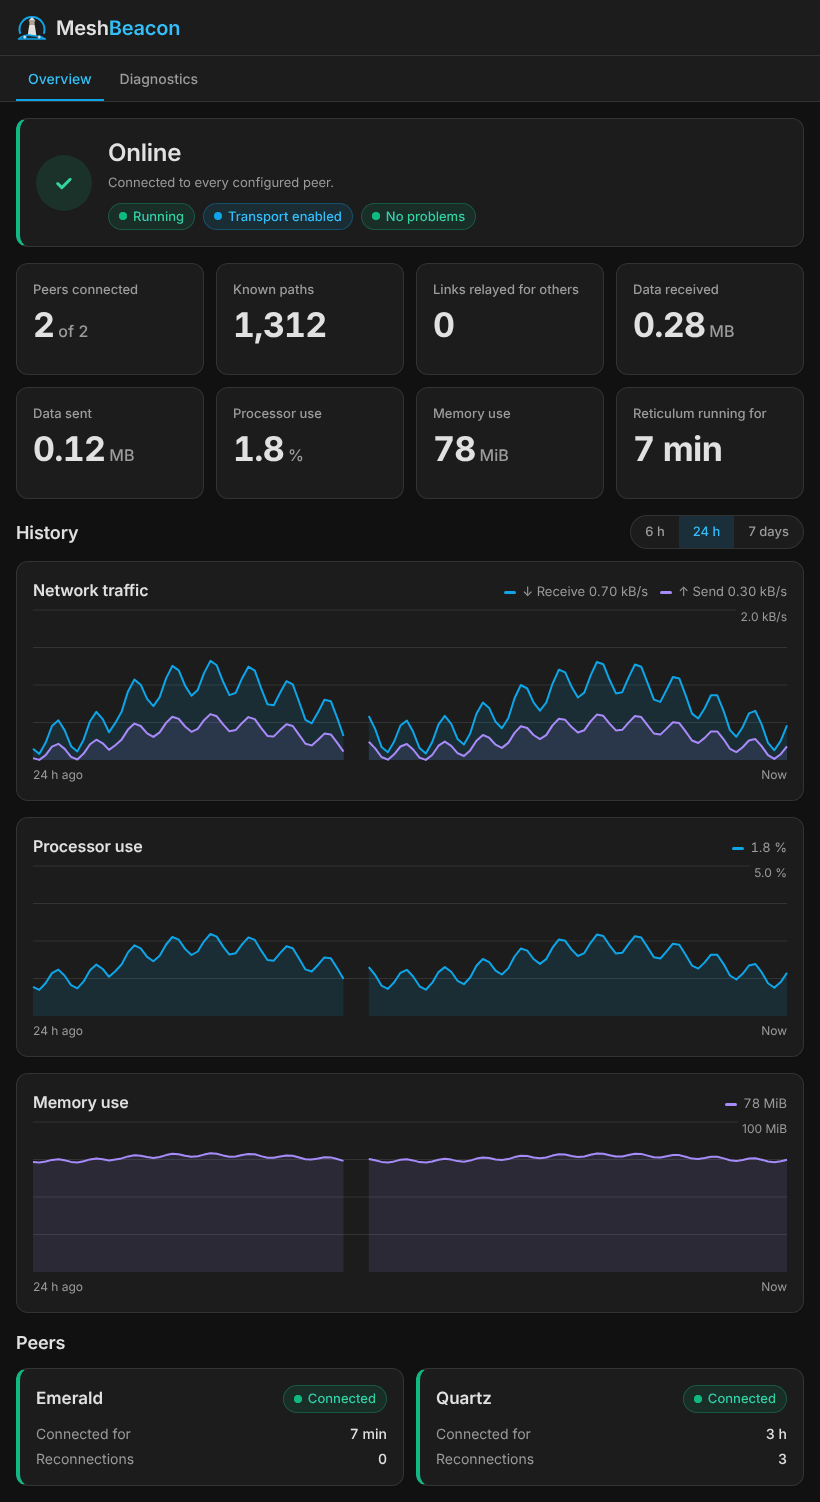 MeshBeacon
Overview Diagnostics
Online
Connected to every configured peer.
Running Transport enabled No problems
Peers connected
2 of 2
Known paths
1,312
Links relayed for others
0
Data received
0.28 MB
Data sent
0.12 MB
Processor use
1.8 %
Memory use
78 MiB
Reticulum running for
7 min
History
6 h 24 h 7 days
Network traffic
↓ Receive 0.70 kB/s ↑ Send 0.30 kB/s
2.0 kB/s
24 h ago Now
Processor use
1.8 %
5.0 %
24 h ago Now
Memory use
78 MiB
100 MiB
24 h ago Now
Peers
Emerald Connected
Connected for 7 min
Reconnections 0
Quartz Connected
Connected for 3 h
Reconnections 3